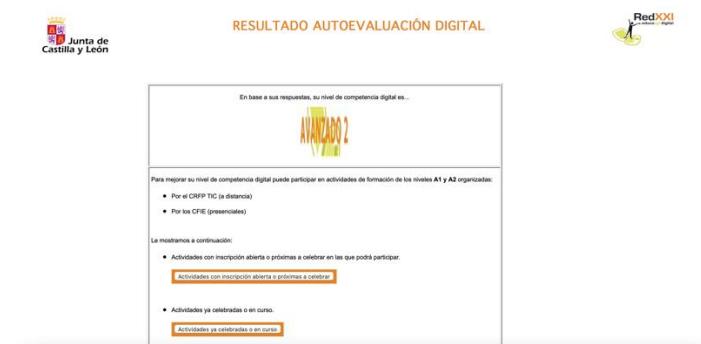 RESULTADO AUTOEVALUACIÓN DIGITAL
Junta de
Castilla y León
RedXXI
En base a sus respuestas, su nivel de competencia digital es...
AVANZADO 2
Para mejorar su nivel de competencia digital puede participar en actividades de formación de los niveles A1 y A2 organizadas:
Por el CRFP TIC (a distancia)
Por los CFIE (presenciales)
Le mostramos a continuación:
Actividades con inscripción abierta o próximas a celebrar en las que podrá participar.
Actividades con inscripción abierta o próximas a celebrar
Actividades ya celebradas o en curso.
Actividades ya celebradas o en curso